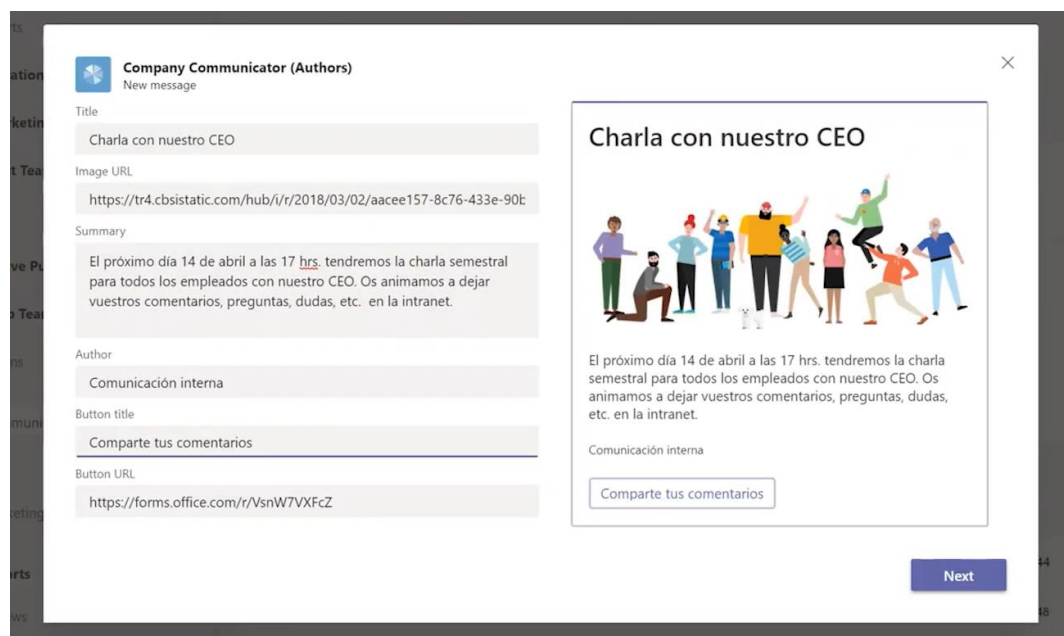 Company Communicator (Authors)
New message
Title
Charla con nuestro CEO
Image URL
https://tr4.cbsistatic.com/hub/i/r/2018/03/02/aacee157-8c76-433e-90b
Summary
El próximo día 14 de abril a las 17 hrs. tendremos la charla semestral
para todos los empleados con nuestro CEO. Os animamos a dejar
vuestros comentarios, preguntas, dudas, etc. en la intranet.
Author
Comunicación interna
Button title
Comparte tus comentarios
Button URL
https://forms.office.com/r/VsnW7VXFcZ
Charla con nuestro CEO
El próximo día 14 de abril a las 17 hrs. tendremos la charla
semestral para todos los empleados con nuestro CEO. Os
animamos a dejar vuestros comentarios, preguntas, dudas,
etc. en la intranet.
Comunicación interna
Comparte tus comentarios
Next